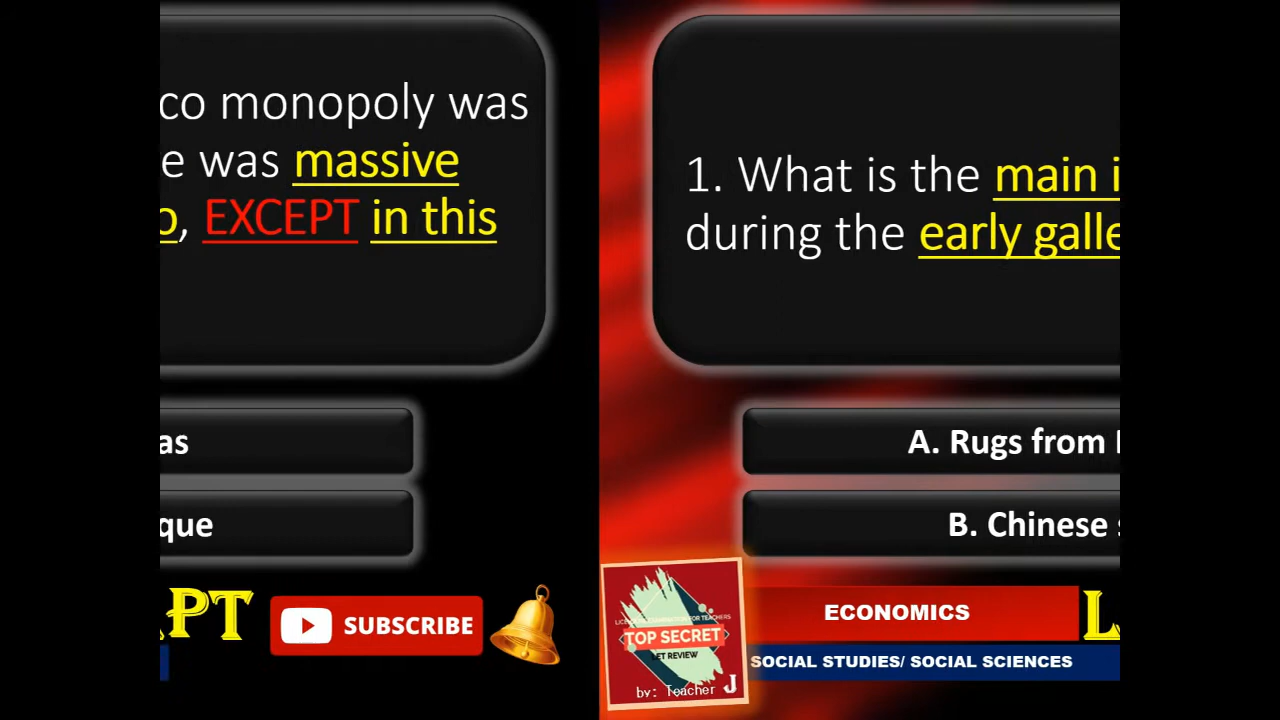 co monopoly was
e was massive
o, EXCEPT in this
as
que
PT
SUBSCRIBE
1. What is the main i
during the early galle
A. Rugs from
B. Chinese s
TOP SECRET
LET REVIEW
by: Teacher J
ECONOMICS
SOCIAL STUDIES/ SOCIAL SCIENCES
L